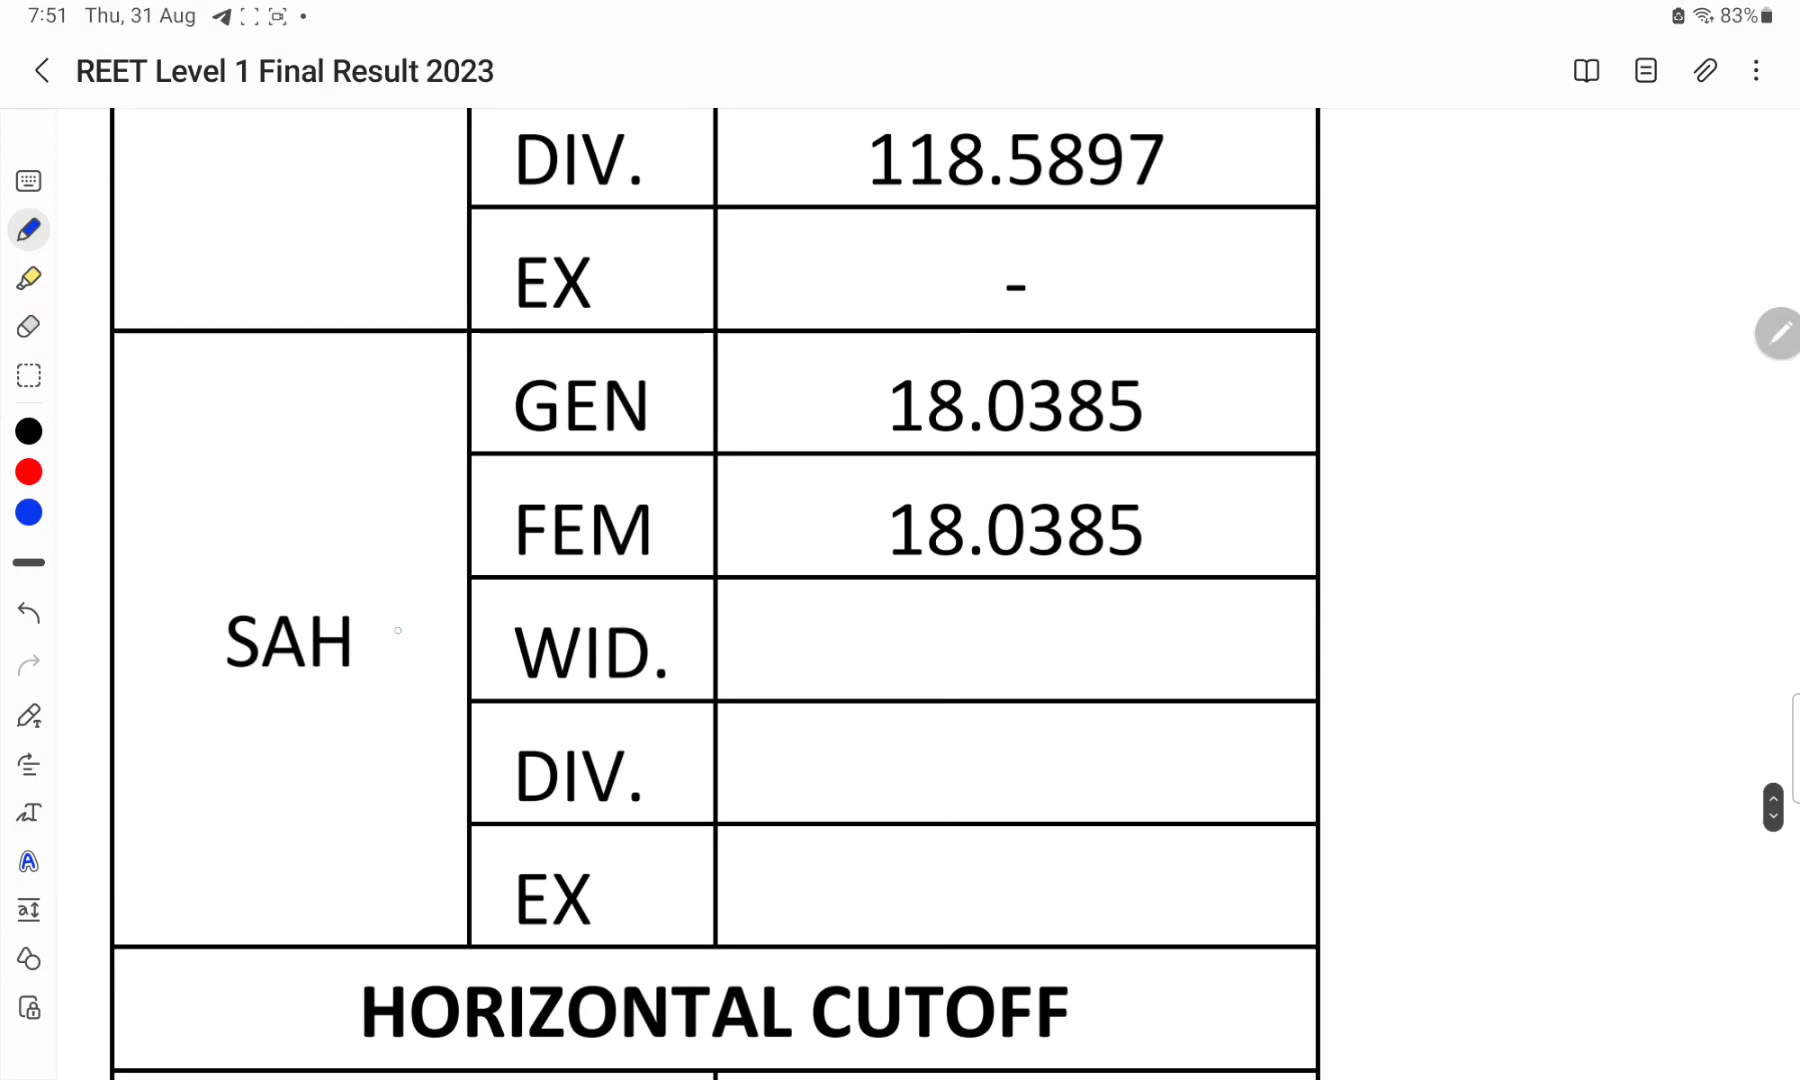 7:51 Thu, 31 Aug 83%
REET Level 1 Final Result 2023
DIV. 118.5897
EX -
GEN 18.0385
FEM 18.0385
SAH
WID.
DIV.
EX
HORIZONTAL CUTOFF